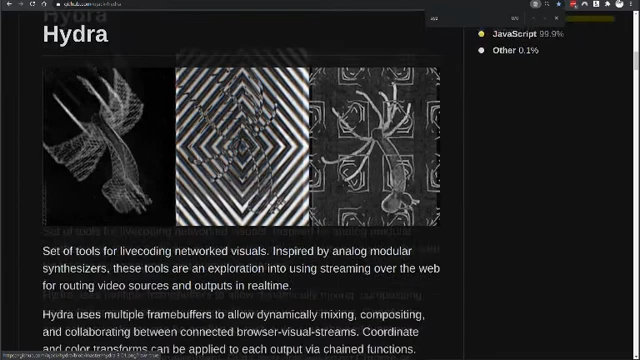 Hydra
JavaScript 99.9%
Other 0.1%
Set of tools for livecoding networked visuals. Inspired by analog modular
synthesizers, these tools are an exploration into using streaming over the web
for routing video sources and outputs in realtime.
Hydra uses multiple framebuffers to allow dynamically mixing, compositing,
and collaborating between connected browser-visual-streams. Coordinate
and color transforms can be applied to each output via chained functions.